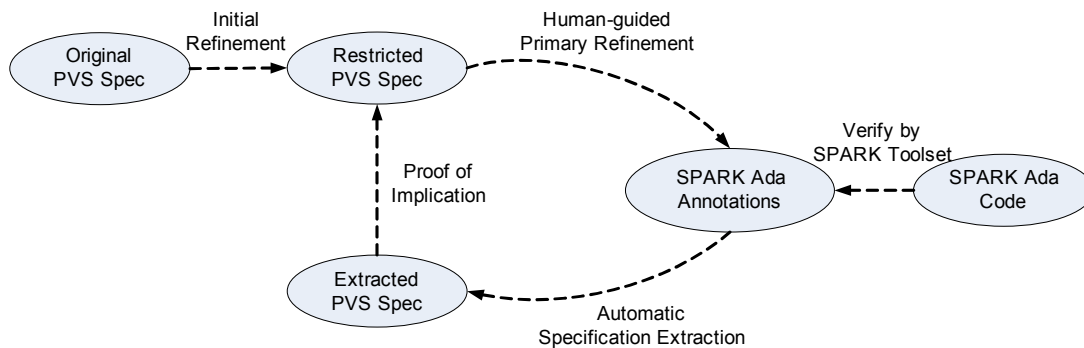 Initial
Refinement
Human-guided
Primary Refinement
Original
PVS Spec
Restricted
PVS Spec
Verify by
SPARK Toolset
Proof of
Implication
SPARK Ada
Annotations
SPARK Ada
Code
Extracted
PVS Spec
Automatic
Specification Extraction